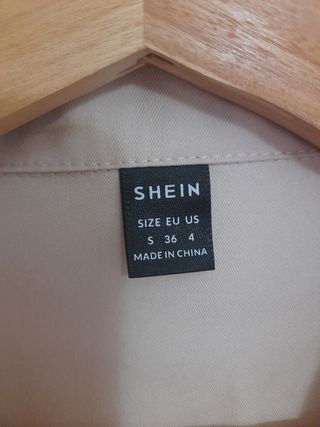 SHEIN
SIZE EU US
S 36 4
MADE IN CHINA